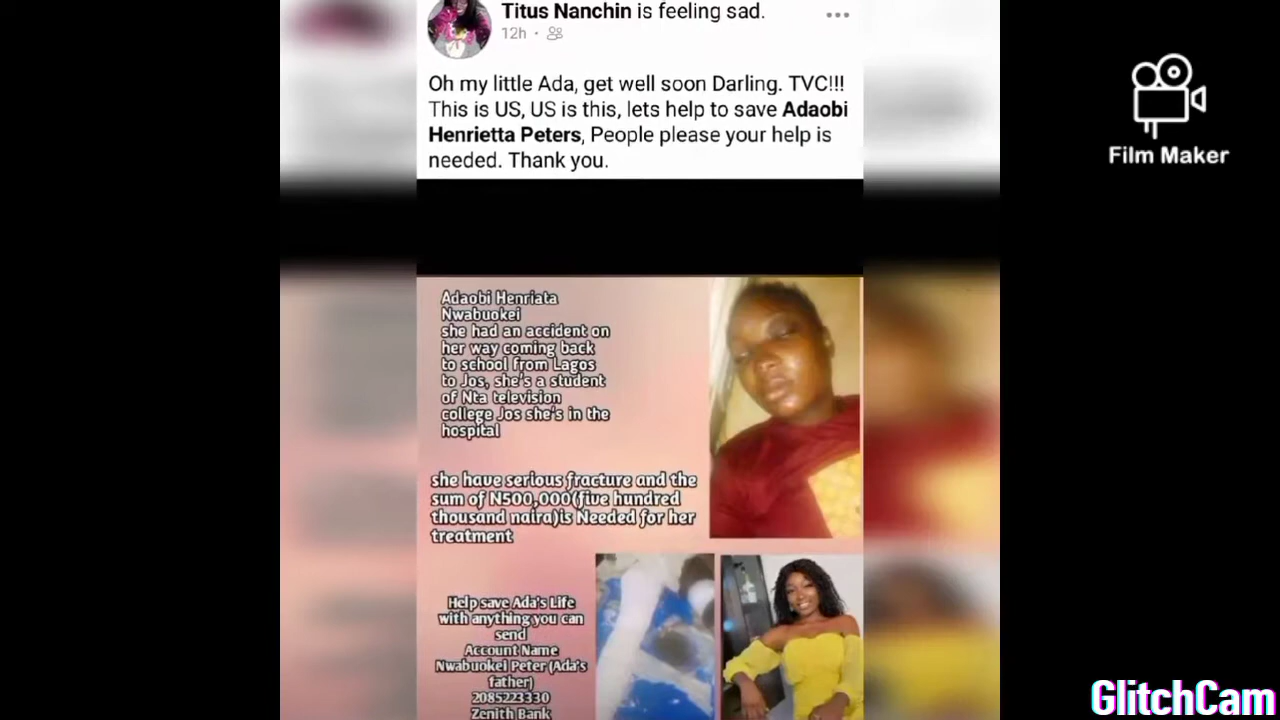 Titus Nanchin is feeling sad.
12h
Oh my little Ada, get well soon Darling. TVC!!!
This is US, US is this, lets help to save Adaobi
Henrietta Peters, People please your help is
needed. Thank you.
Film Maker
Adaobi Henriata
Nwabuokei
she had an accident on
her way coming back
to school from Lagos
to Jos, she's a student
of Nta television
college Jos she's in the
hospital
she have serious fracture and the
sum of N500,000(five hundred
thousand naira)is Needed for her
treatment
Help save Ada's Life
with anything you can
send
Account Name
Nwabuokei Peter (Ada's
father)
2085223330
Zenith Bank
GlitchCam